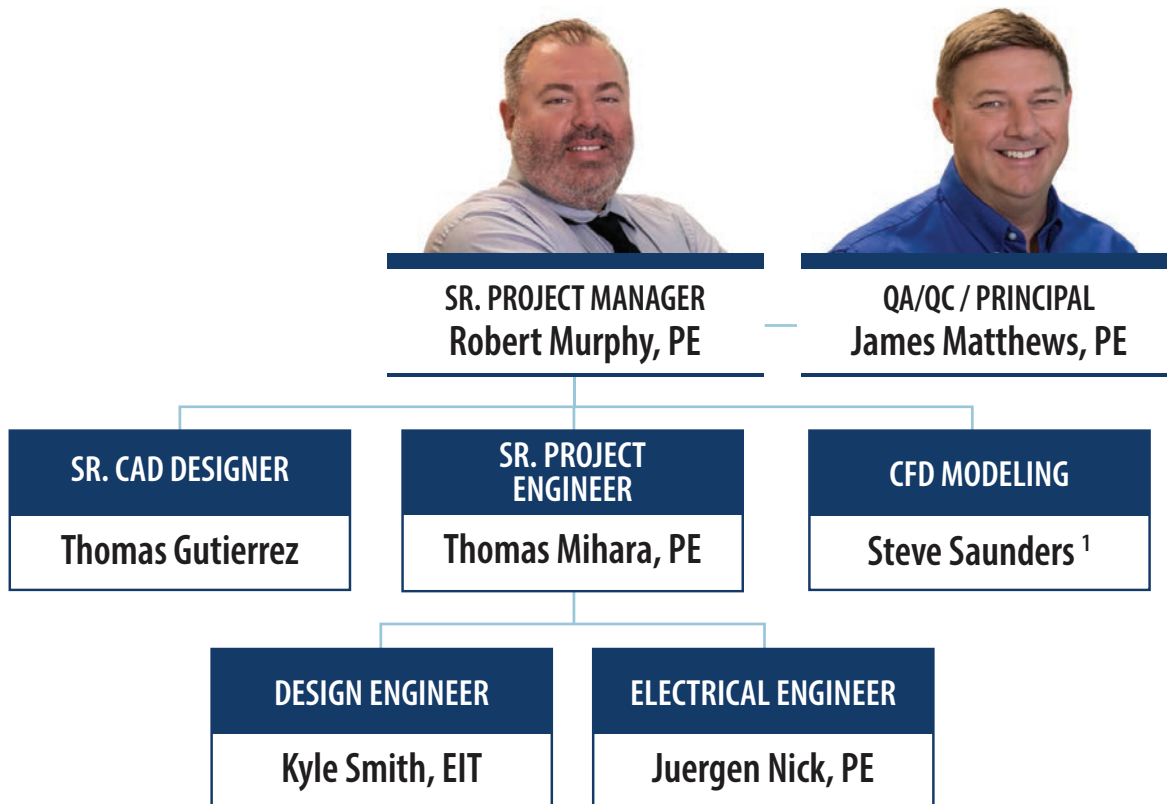 SR. PROJECT MANAGER
Robert Murphy, PE
QA/QC / PRINCIPAL
James Matthews, PE
SR. CAD DESIGNER
Thomas Gutierrez
SR. PROJECT
ENGINEER
Thomas Mihara, PE
CFD MODELING
Steve Saunders ¹
DESIGN ENGINEER
Kyle Smith, EIT
ELECTRICAL ENGINEER
Juergen Nick, PE